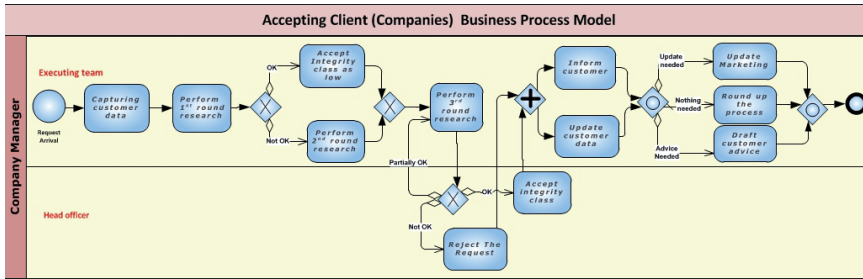 Accepting Client (Companies) Business Process Model
Company Manager
Executing team
Request
Arrival
Capturing
customer
data
Perform
1st round
research
OK
Accept
Integrity
class as
low
Not OK
Perform
2nd round
research
Perform
3rd
round
research
Partially OK
OK
Accept
integrity
class
Not OK
Reject The
Request
Head officer
Inform
customer
Update
customer
data
Update
needed
Update
Marketing
Nothing
needed
Round up
the
process
Advice
Needed
Draft
customer
advice